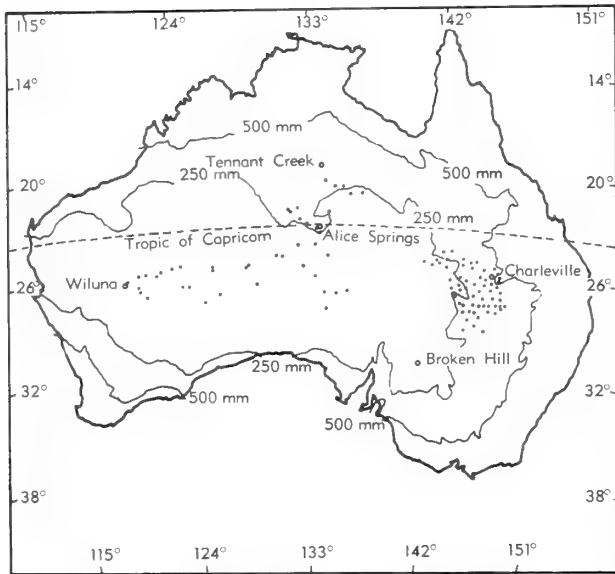 115° 124° 133° 142° 151°
14° 14°
500 mm
Tennant Creek 500 mm
20° 250 mm 20°
250 mm
Tropic of Capricorn Alice Springs
Charleville
Wiluna
26° 26°
Broken Hill
250 mm
32° 500 mm 32°
500 mm
38° 38°
115° 124° 133° 142° 151°